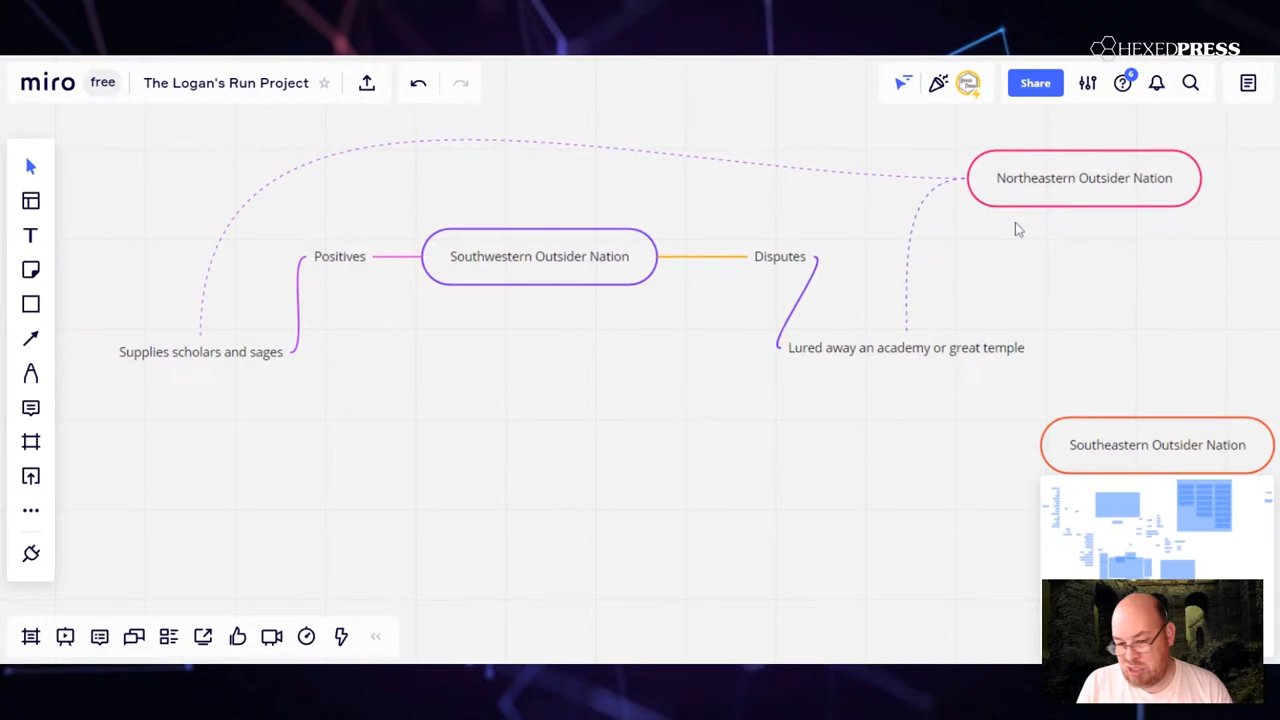 HEXEDPRESS
miro free The Logan's Run Project
Share
6
Northeastern Outsider Nation
Positives
Southwestern Outsider Nation
Disputes
Supplies scholars and sages
Lured away an academy or great temple
Southeastern Outsider Nation